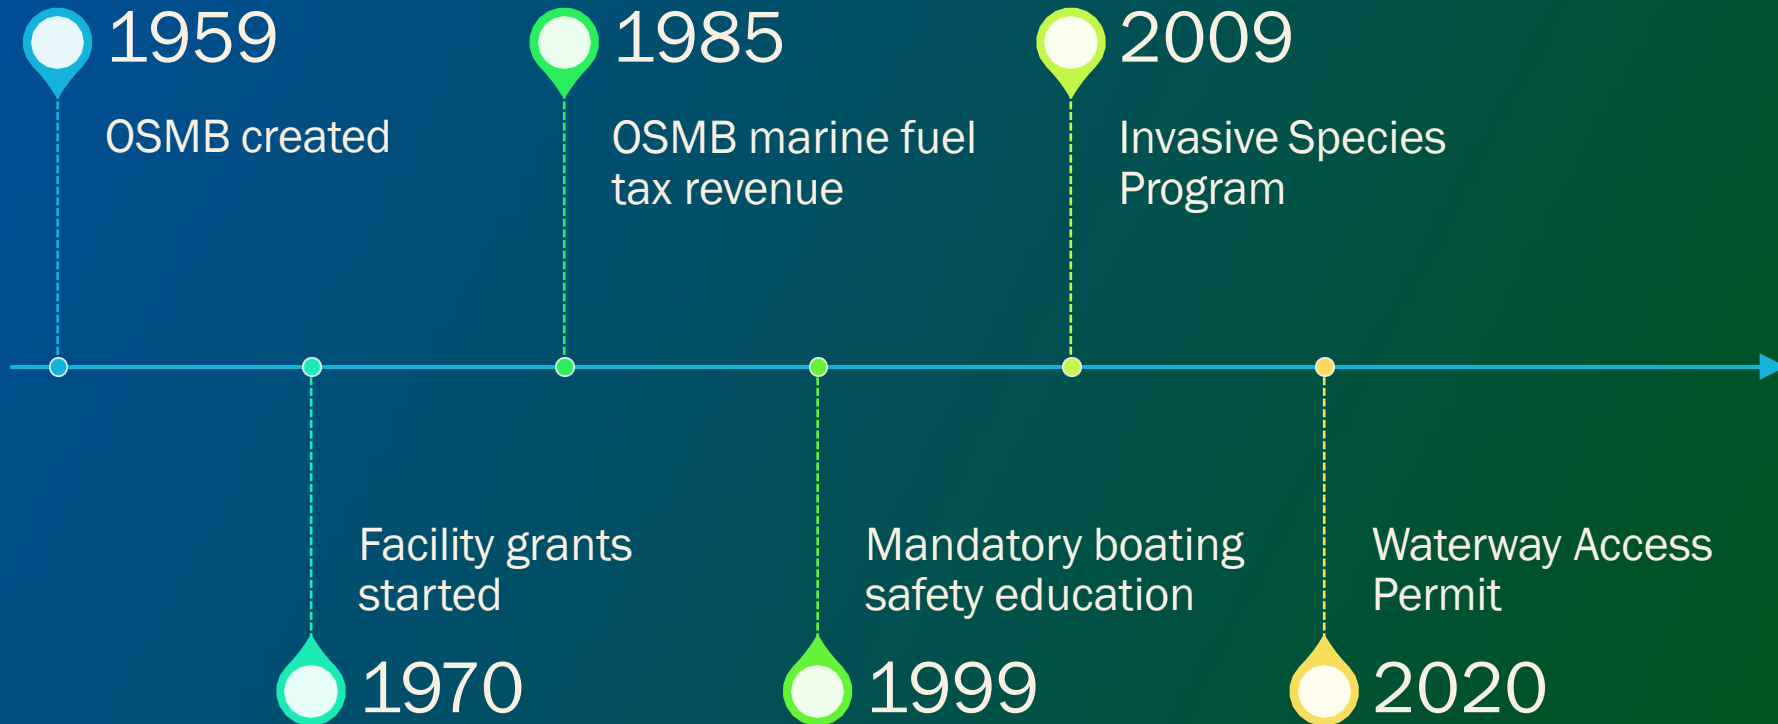 1959
OSMB created
1985
OSMB marine fuel
tax revenue
2009
Invasive Species
Program
Facility grants
started
1970
Mandatory boating
safety education
1999
Waterway Access
Permit
2020